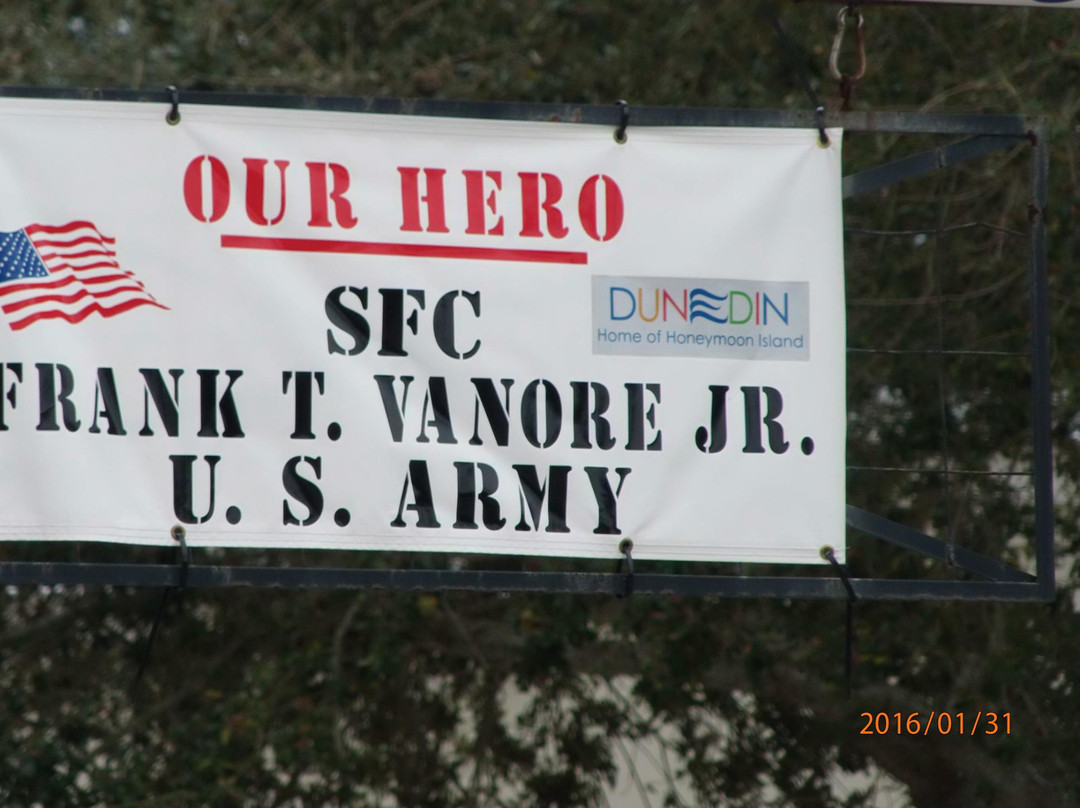 OUR HERO
SFC
DUNEDIN
Home of Honeymoon Island
FRANK T. VANORE JR.
U. S. ARMY
2016/01/31